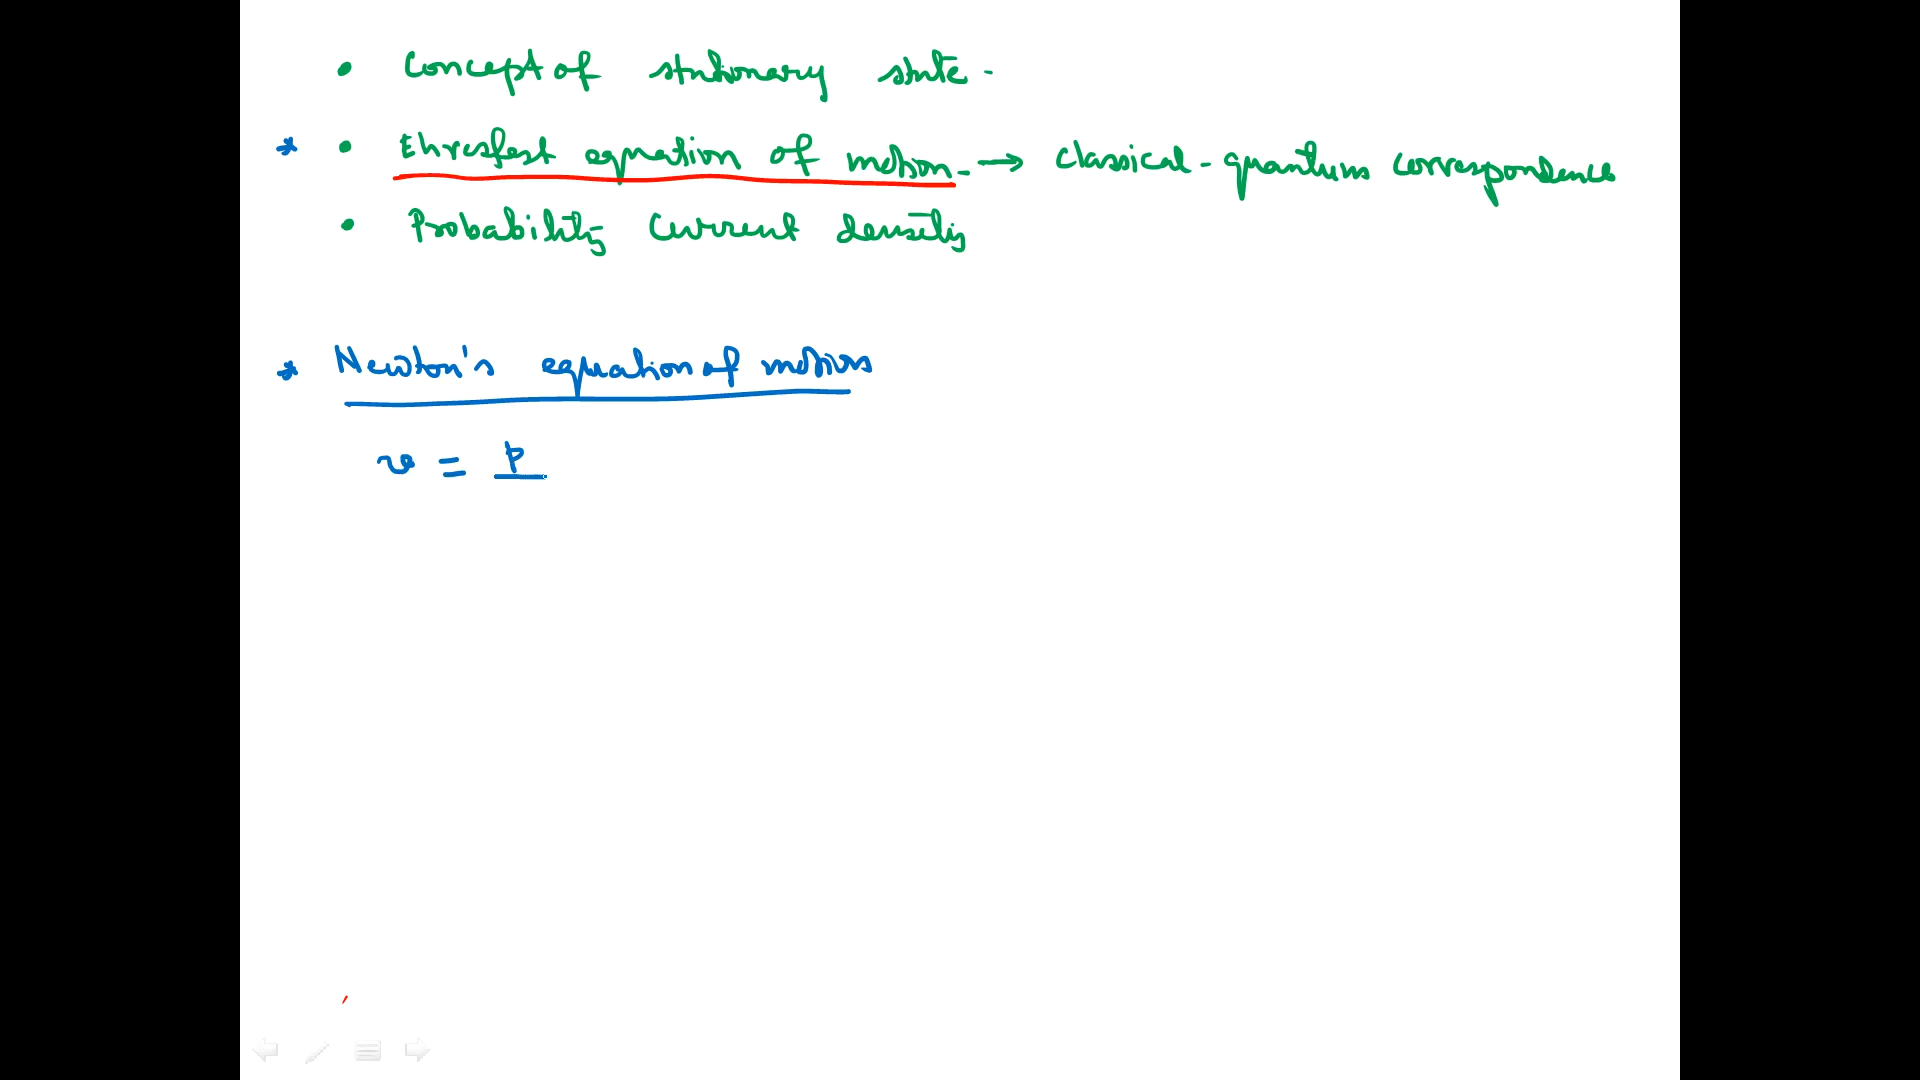 • Concept of stationary state -
* • Ehrenfest equation of motion. → Classical - quantum correspondence
• Probability Current density
* Newton's equation of motion
v = p